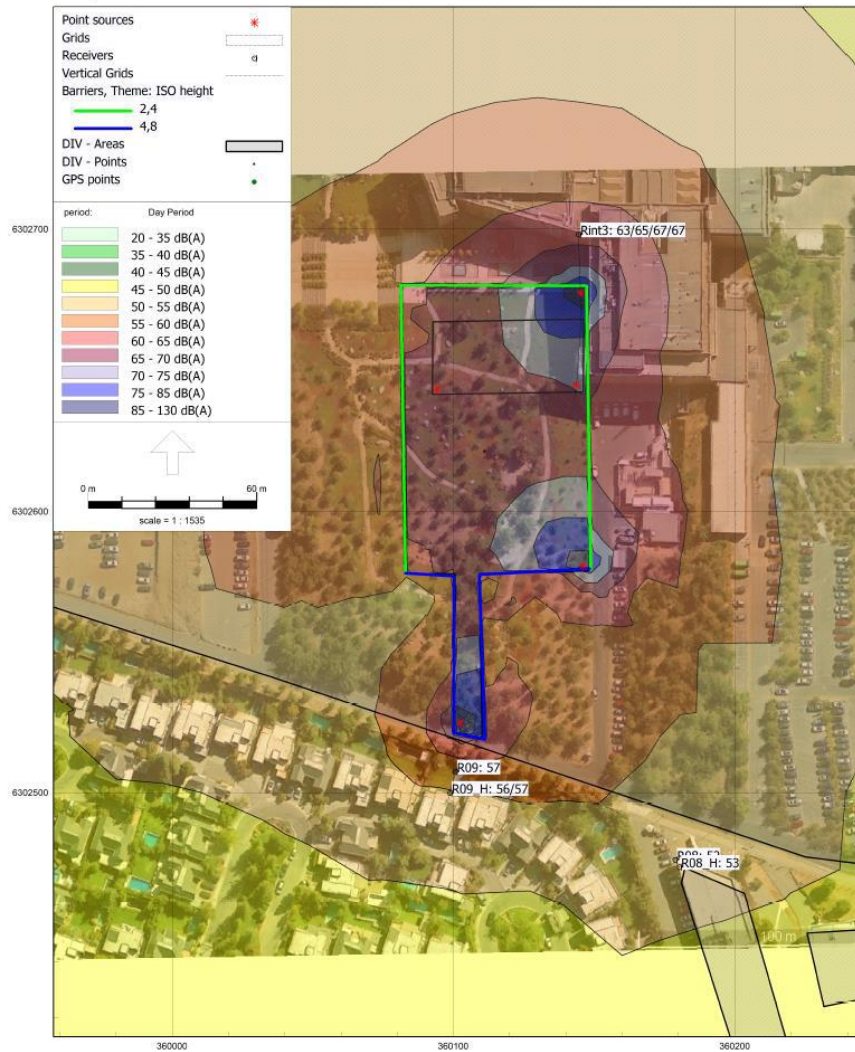 Point sources
Grids
Receivers
Vertical Grids
Barriers, Theme: ISO height
2,4
4,8
DIV - Areas
DIV - Points
GPS points
period: Day Period
20 - 35 dB(A)
35 - 40 dB(A)
40 - 45 dB(A)
45 - 50 dB(A)
50 - 55 dB(A)
55 - 60 dB(A)
60 - 65 dB(A)
65 - 70 dB(A)
70 - 75 dB(A)
75 - 85 dB(A)
85 - 130 dB(A)
0 m 60 m
scale = 1 : 1535
6302700
Rint3: 63/65/67/67
6302600
6302500
R09: 57
R09_H: 56/57
R08_H: 53
100 m
360000 360100 360200